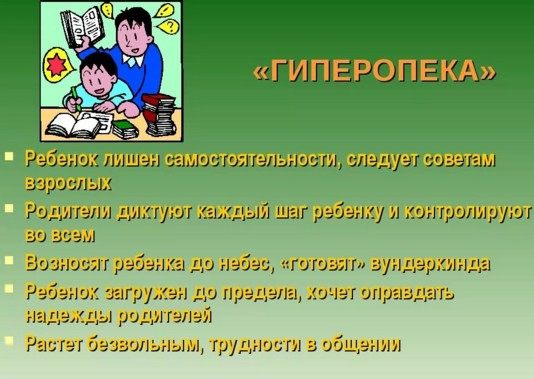 «ГИПЕРОПЕКА»
Ребенок лишен самостоятельности, следует советам
взрослых
Родители диктуют каждый шаг ребенку и контролируют
во всем
Возносят ребенка до небес, «готовят» вундеркинда
Ребенок загружен до предела, хочет оправдать
надежды родителей
Растет безвольным, трудности в общении